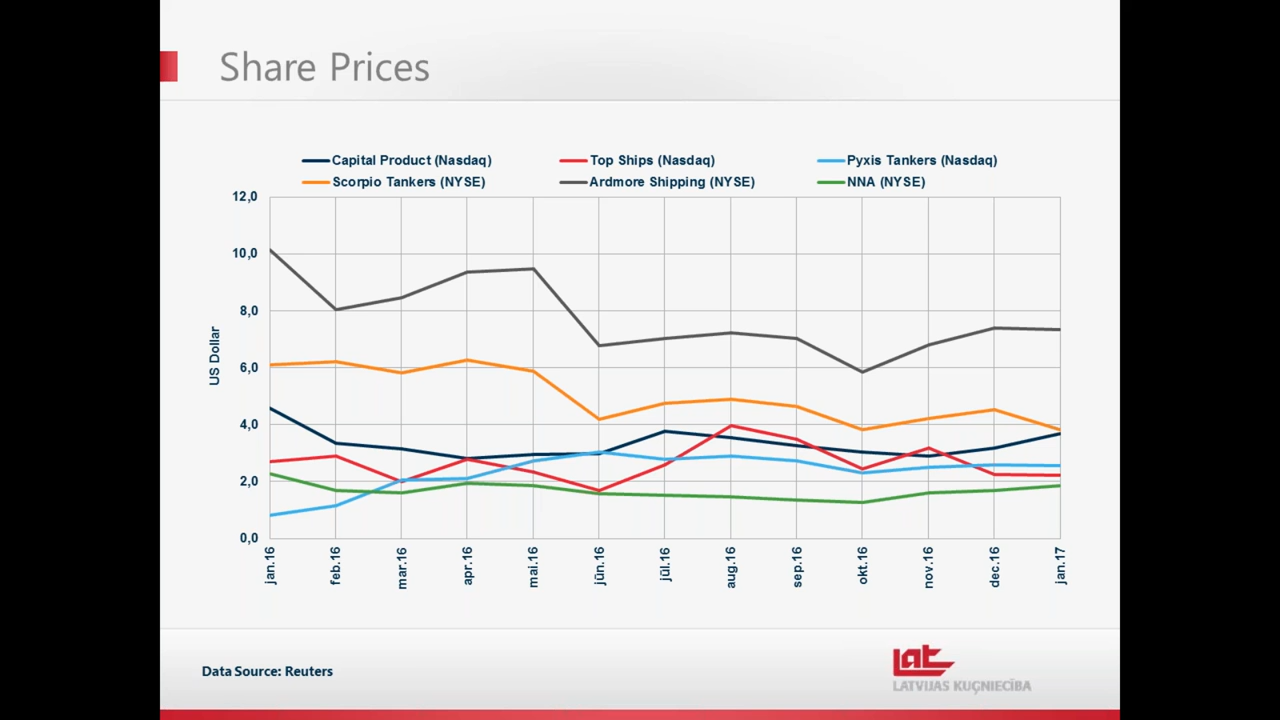 Share Prices
Capital Product (Nasdaq) Top Ships (Nasdaq) Pyxis Tankers (Nasdaq)
Scorpio Tankers (NYSE) Ardmore Shipping (NYSE) NNA (NYSE)
12,0
10,0
8,0
6,0
4,0
2,0
0,0
US Dollar
jan.16 feb.16 mar.16 apr.16 mai.16 jūn.16 jūl.16 aug.16 sep.16 okt.16 nov.16 dec.16 jan.17
Data Source: Reuters
Lat
LATVIJAS KUĢNIECĪBA